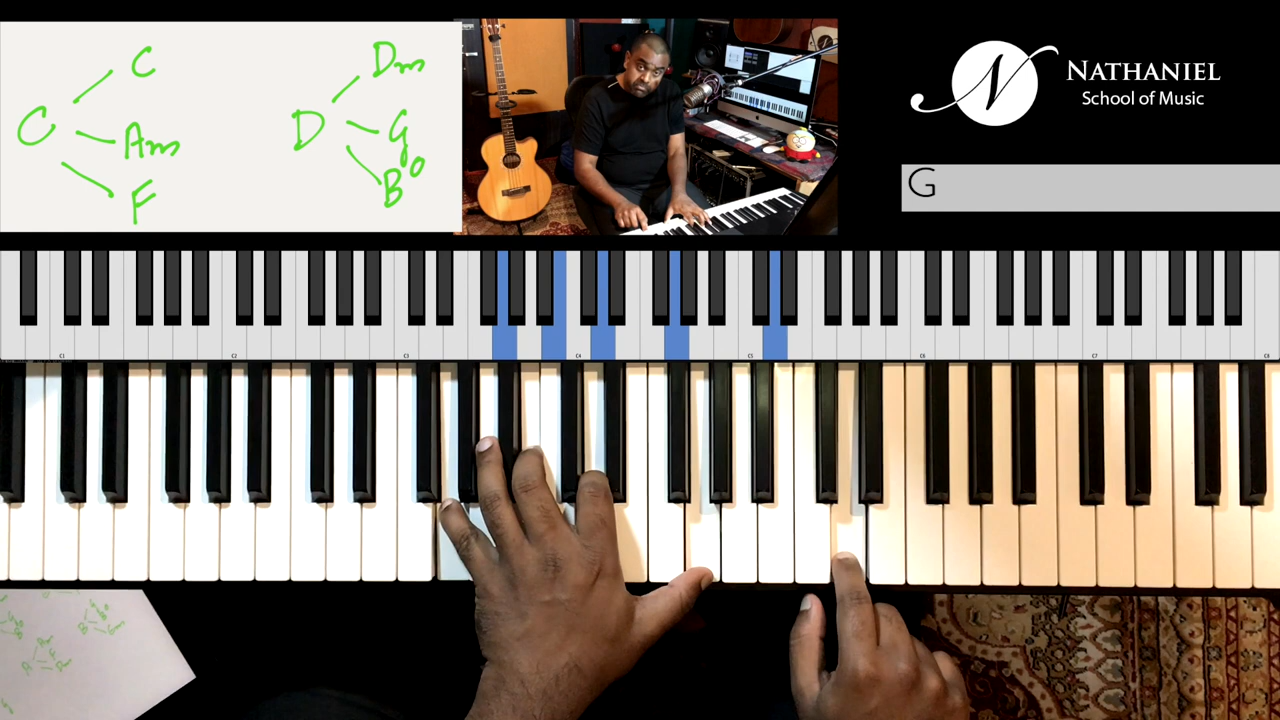 C
C
Am
F
D
Dm
G
B°
NATHANIEL
School of Music
G
C1
C2
C3
C4
C5
C6
C7
C8